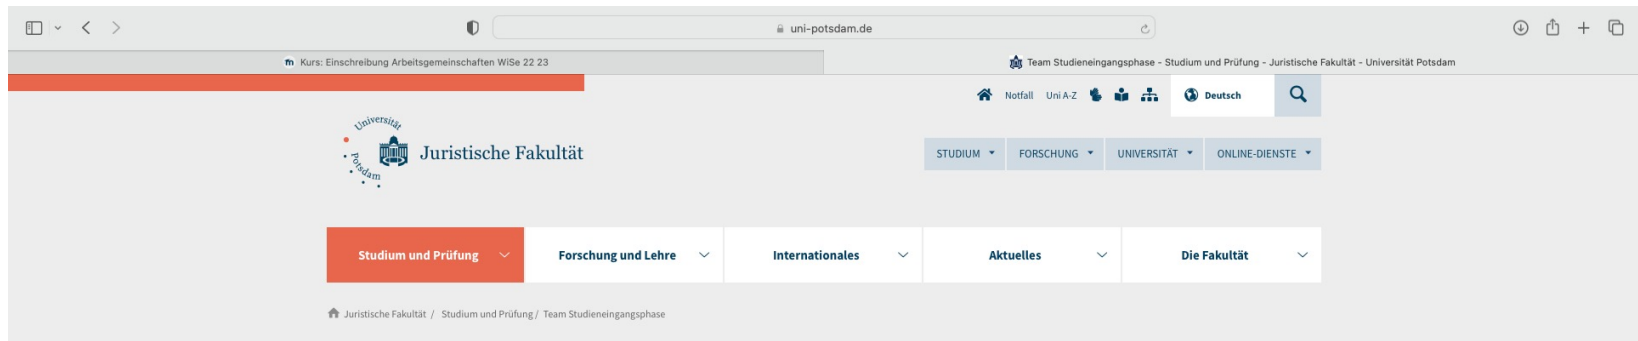 uni-potsdam.de
fn Kurs: Einschreibung Arbeitsgemeinschaften WiSe 22 23
Team Studieneingangsphase - Studium und Prüfung - Juristische Fakultät - Universität Potsdam
Notfall Uni A-Z Deutsch
Universität Potsdam
Juristische Fakultät
STUDIUM FORSCHUNG UNIVERSITÄT ONLINE-DIENSTE
Studium und Prüfung Forschung und Lehre Internationales Aktuelles Die Fakultät
Juristische Fakultät / Studium und Prüfung / Team Studieneingangsphase